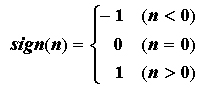 - 1 (n < 0)
sign(n) = 0 (n = 0)
1 (n > 0)